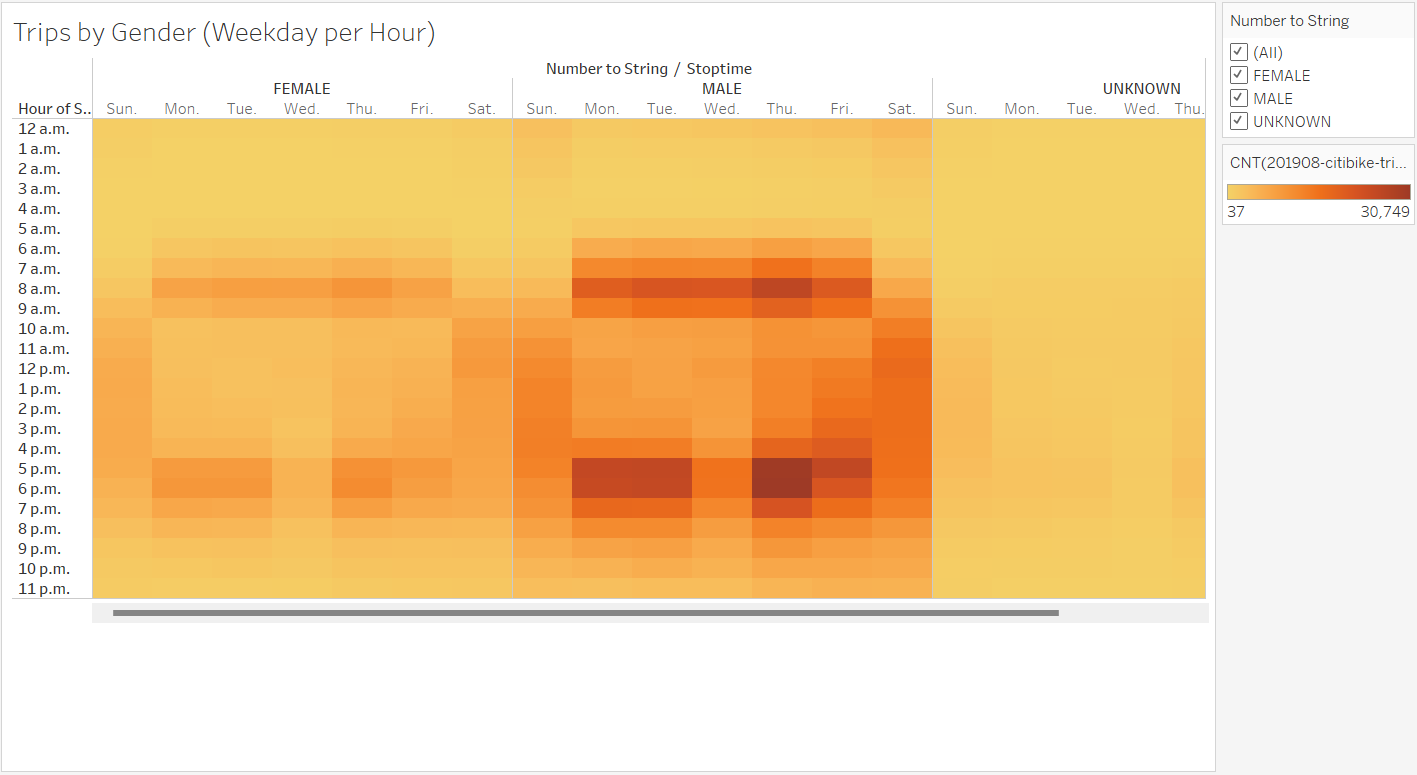 Trips by Gender (Weekday per Hour)
Number to String / Stoptime
FEMALE MALE UNKNOWN
Hour of S.. Sun. Mon. Tue. Wed. Thu. Fri. Sat. Sun. Mon. Tue. Wed. Thu. Fri. Sat. Sun. Mon. Tue. Wed. Thu.
12 a.m.
1 a.m.
2 a.m.
3 a.m.
4 a.m.
5 a.m.
6 a.m.
7 a.m.
8 a.m.
9 a.m.
10 a.m.
11 a.m.
12 p.m.
1 p.m.
2 p.m.
3 p.m.
4 p.m.
5 p.m.
6 p.m.
7 p.m.
8 p.m.
9 p.m.
10 p.m.
11 p.m.
Number to String
(All)
FEMALE
MALE
UNKNOWN
CNT(201908-citibike-tri...
37 30,749